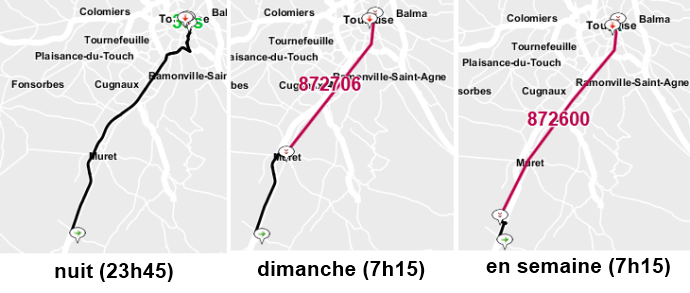 Colomiers
Balma
Tournefeuille
Plaisance-du-Touch
Ramonville-Sain
Fonsorbes
Cugnaux
Muret
nuit (23h45)
Colomiers
Balma
Toulouse
Tournefeuille
Plaisance-du-Touch
Ramonville-Saint-Agne
bes
872706
Muret
dimanche (7h15)
Colomiers
Balma
Toulouse
Tournefeuille
Plaisance-du-Touch
Ramonville-Saint-Agne
sorbes
Cugnaux
872600
Muret
en semaine (7h15)